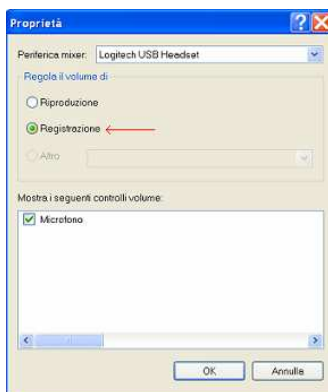 Proprietà
Periferica mixer: Logitech USB Headset
Regola il volume di
Riproduzione
Registrazione
Altro
Mostra i seguenti controlli volume:
Microfono
OK Annulla